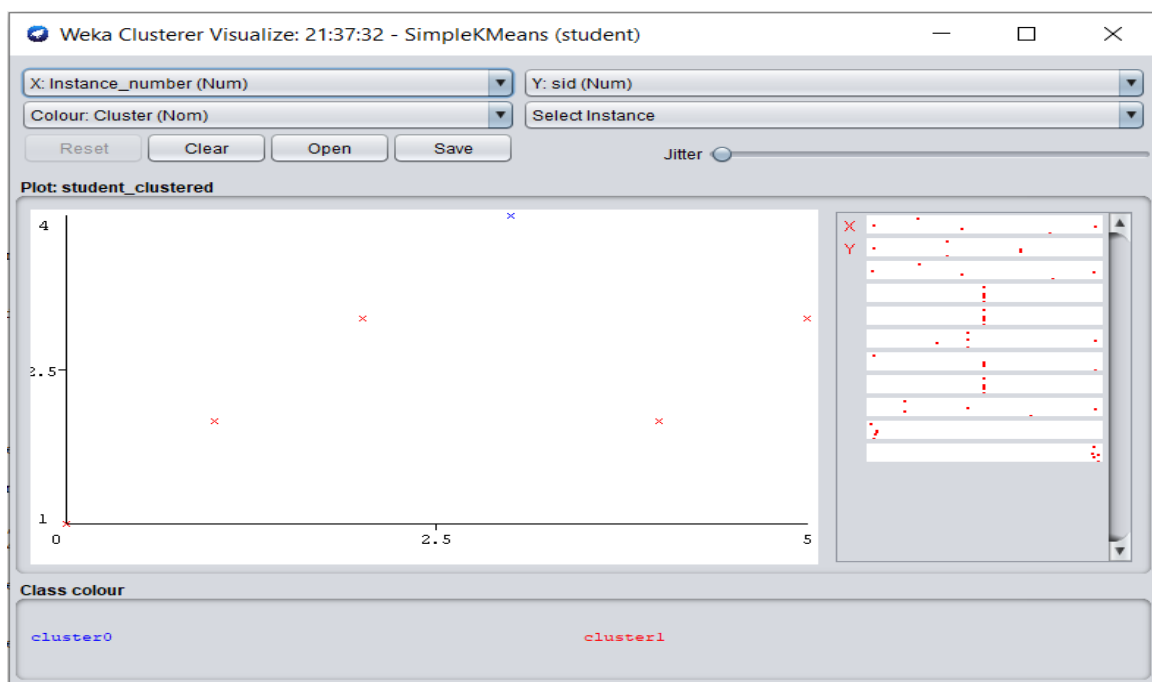 Weka Clusterer Visualize: 21:37:32 - SimpleKMeans (student)
X: Instance_number (Num) Y: sid (Num)
Colour: Cluster (Nom) Select Instance
Reset Clear Open Save Jitter
Plot: student_clustered
4
2.5
1
0 2.5 5
X
Y
Class colour
cluster0 cluster1